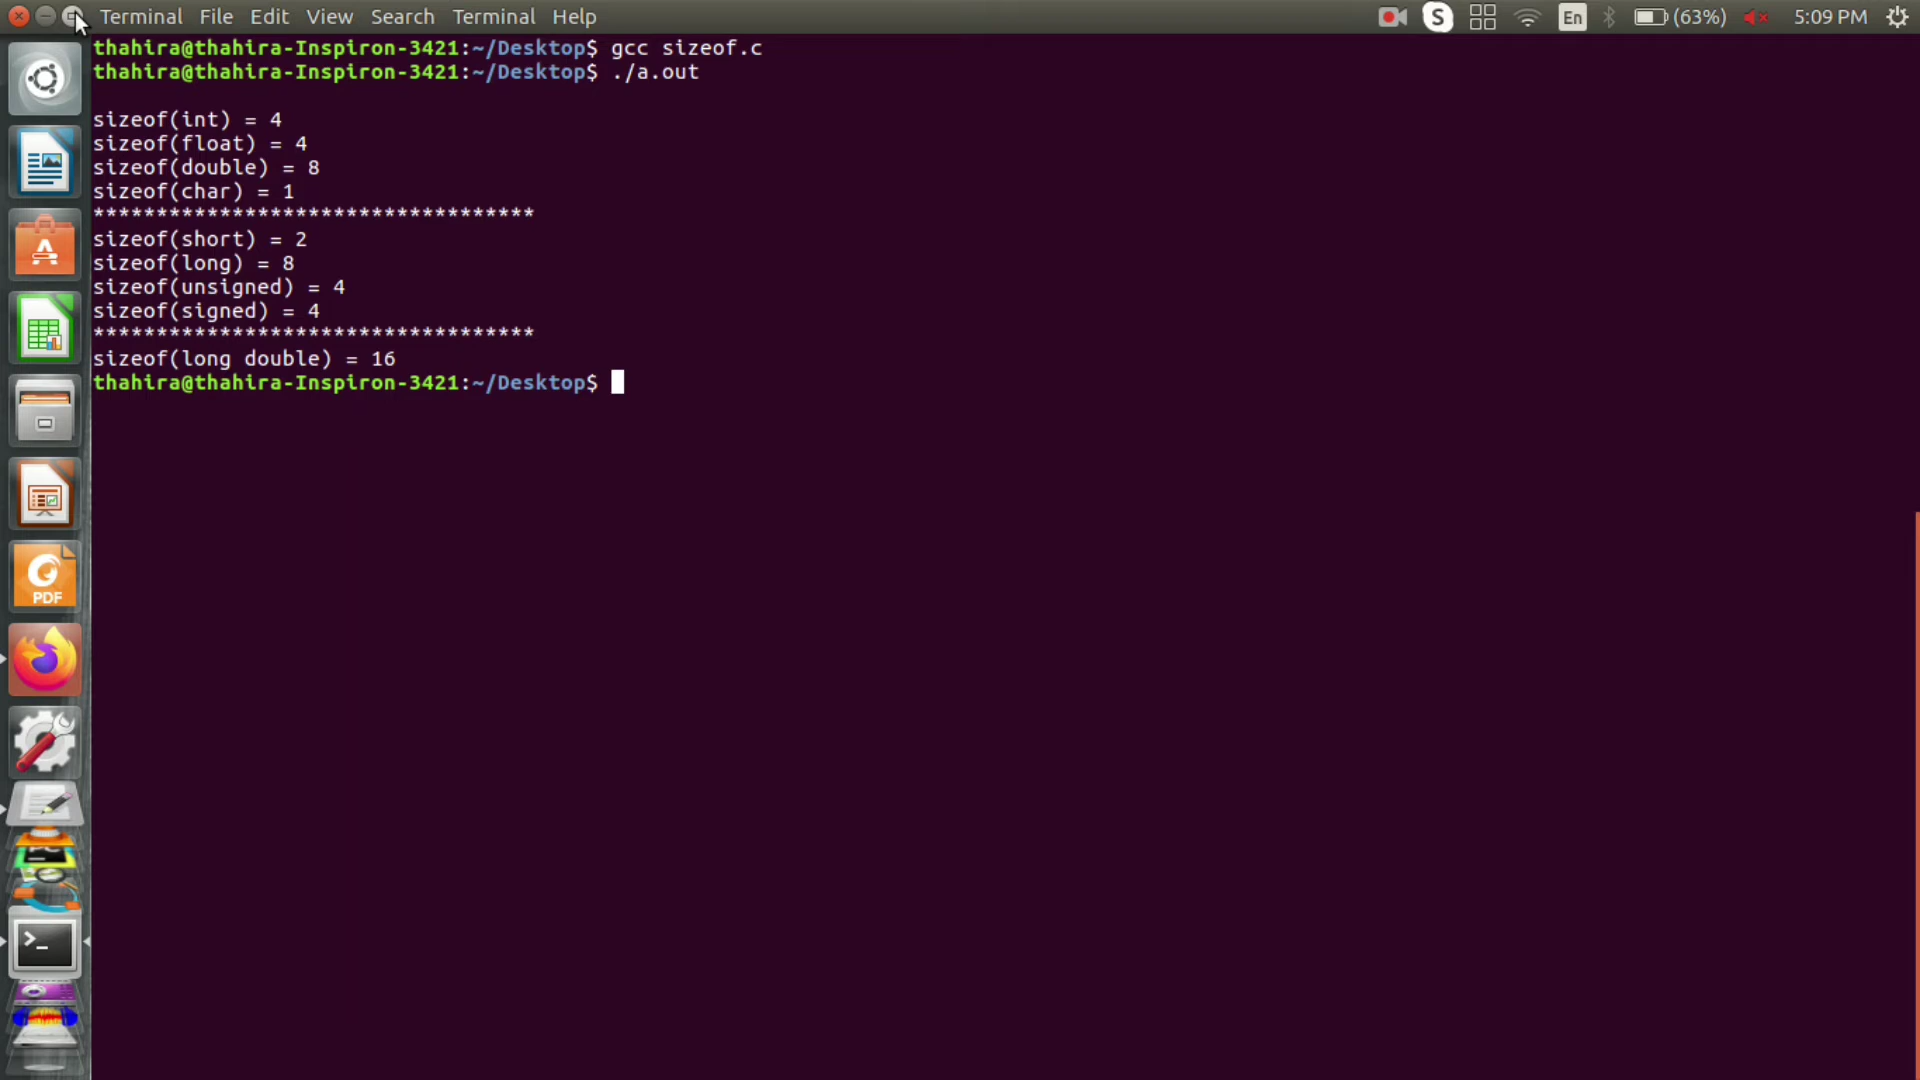 Terminal File Edit View Search Terminal Help S En (63%) 5:09 PM
thahira@thahira-Inspiron-3421:~/Desktop$ gcc sizeof.c
thahira@thahira-Inspiron-3421:~/Desktop$ ./a.out
sizeof(int) = 4
sizeof(float) = 4
sizeof(double) = 8
sizeof(char) = 1
***********************************
sizeof(short) = 2
sizeof(long) = 8
sizeof(unsigned) = 4
sizeof(signed) = 4
***********************************
sizeof(long double) = 16
thahira@thahira-Inspiron-3421:~/Desktop$
A
PDF
>_